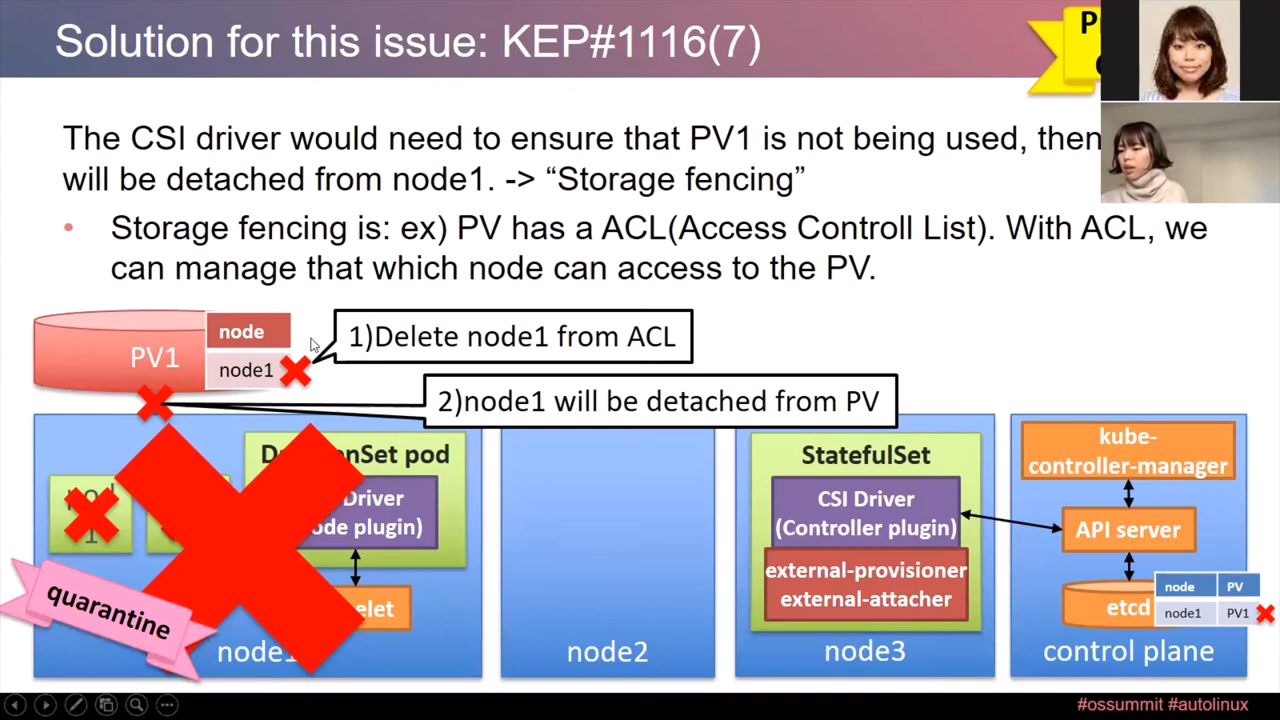 Solution for this issue: KEP#1116(7)
The CSI driver would need to ensure that PV1 is not being used, then
will be detached from node1. -> “Storage fencing”
• Storage fencing is: ex) PV has a ACL(Access Controll List). With ACL, we
can manage that which node can access to the PV.
node
PV1
node1
1)Delete node1 from ACL
2)node1 will be detached from PV
pod
StatefulSet
kube-
controller-manager
1
Driver
CSI Driver
(Controller plugin)
API server
external-provisioner
external-attacher
node
PV
etcd
node1
PV1
quarantine
node1
node2
node3
control plane
#ossummit #autolinux